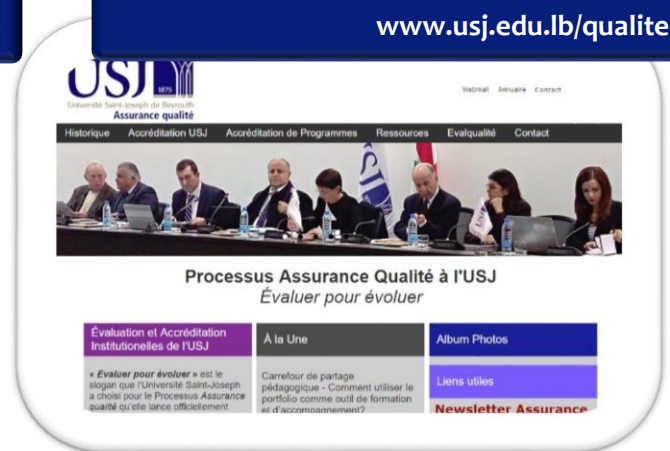 www.usj.edu.lb/qualite
USJ
1875
Université Saint-Joseph de Beyrouth
Assurance qualité
Webmail Annuaire Contact
Historique Accréditation USJ Accréditation de Programmes Ressources Evalqualité Contact
USJ
Processus Assurance Qualité à l'USJ
Évaluer pour évoluer
Évaluation et Accréditation
Institutionelles de l'USJ
« Evaluer pour évoluer » est le
slogan que l'Université Saint-Joseph
a choisi pour le Processus Assurance
qualité qu'elle lance officiellement
À la Une
Carrefour de partage
pédagogique - Comment utiliser le
portfolio comme outil de formation
et d'accompagnement?
Album Photos
Liens utiles
Newsletter Assurance